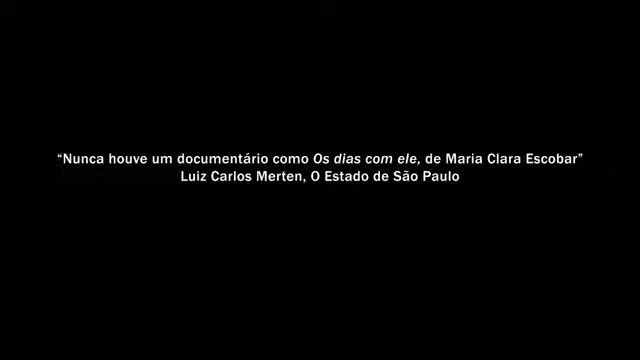 “Nunca houve um documentário como Os dias com ele, de Maria Clara Escobar”
Luiz Carlos Merten, O Estado de São Paulo